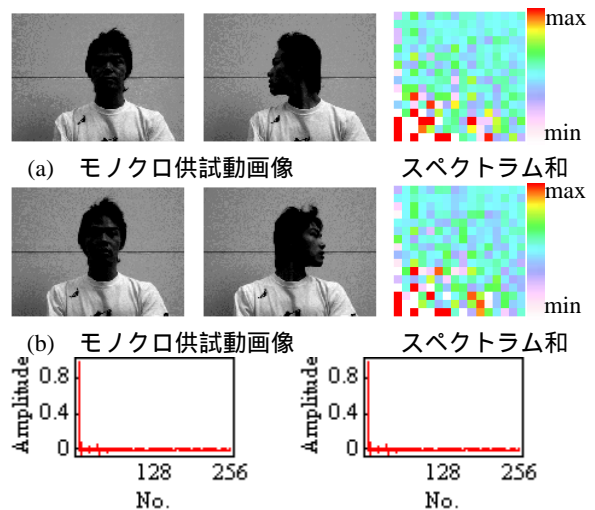 max
min
(a) モノクロ供試動画像 スペクトラム和
max
min
(b) モノクロ供試動画像 スペクトラム和
Amplitude
0.8
0.4
0
128 256
No.
Amplitude
0.8
0.4
0
128 256
No.